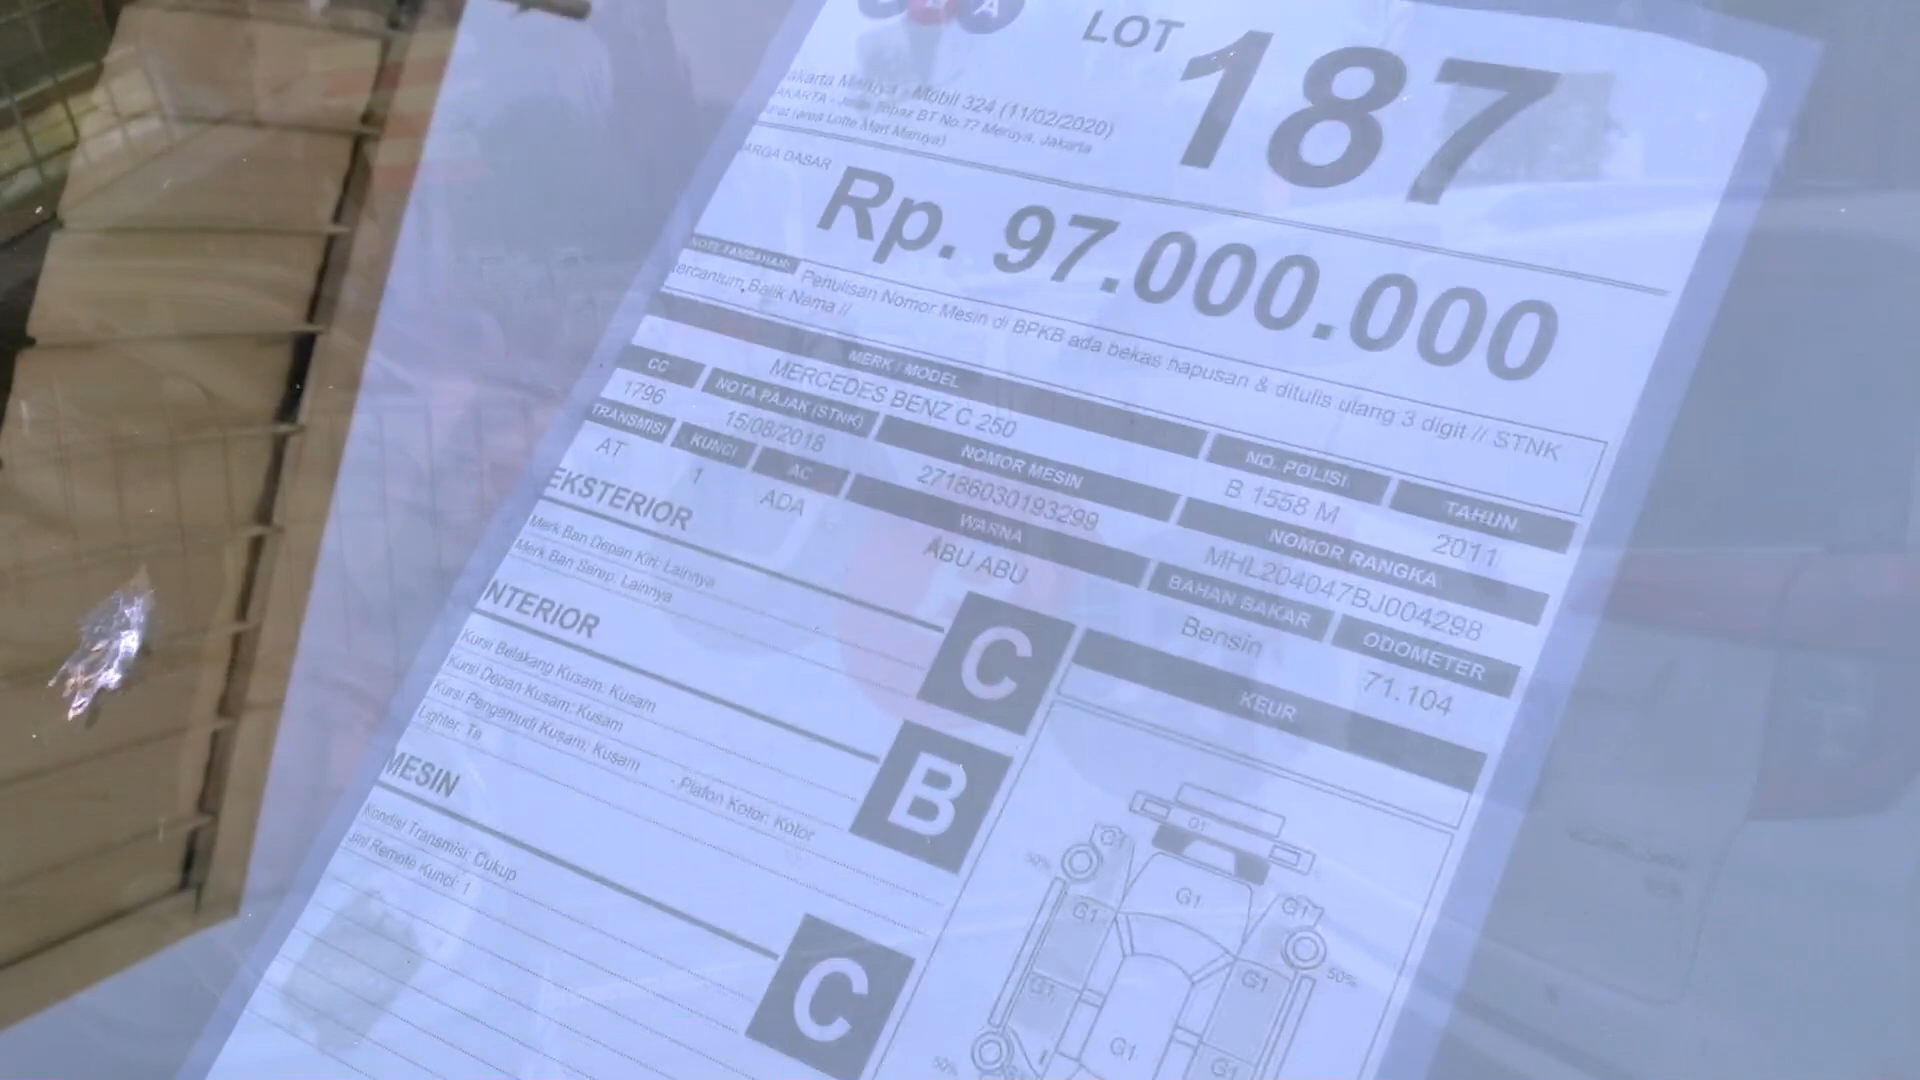 LOT 187
Mobil 324 (11/02/2020)
BT No.77 Meruya, Jakarta
Lotte Mart Meruya)
DASAR
Rp. 97.000.000
NOTE TAMBAHAN: Penulisan Nomor Mesin di BPKB ada bekas hapusan & ditulis ulang 3 digit // STNK
Balik Nama //
MERK / MODEL NO. POLISI TAHUN
MERCEDES BENZ C 250 B 1558 M 2011
CC NOTA PAJAK (STNK) NOMOR MESIN NOMOR RANGKA
1796 15/08/2018 27186030193299 MHL204047BJ004298
TRANSMISI KUNCI AC WARNA BAHAN BAKAR ODOMETER
AT 1 ADA ABU ABU Bensin 71.104
EKSTERIOR C
Merk Ban Depan Kiri: Lainnya
Merk Ban Serep. Lainnya
KEUR
NTERIOR B
Kursi Belakang Kusam: Kusam
Kursi Depan Kusam: Kusam
Kursi Pengemudi Kusam: Kusam - Plafon Kotor: Kotor
Lighter: Ta
MESIN C
Kondisi Transmisi: Cukup
Remote Kunci: 1
G1
50% G1
G1
G1
G1
G1
50%
G1
G1
G1
50%